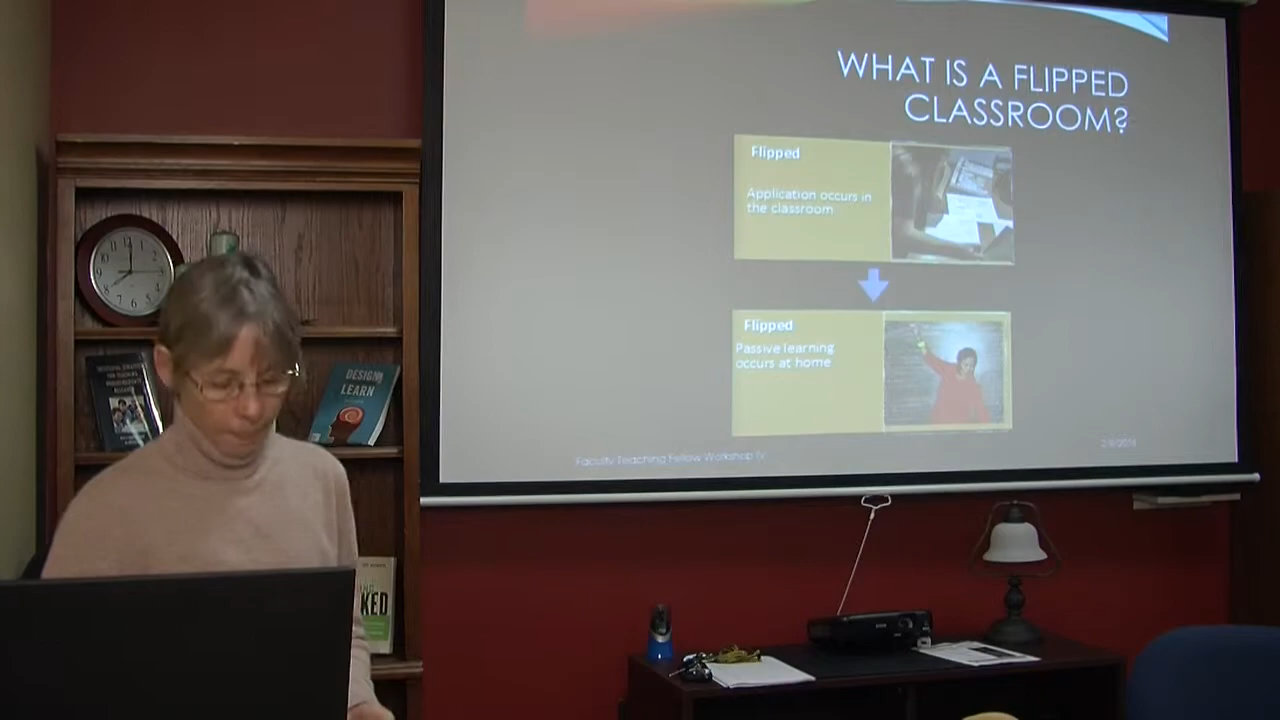 WHAT IS A FLIPPED
CLASSROOM?
Flipped
Application occurs in
the classroom
Flipped
Passive learning
occurs at home
Faculty Teaching Fellow Workshop IV
DESIGN
LEARN
KED